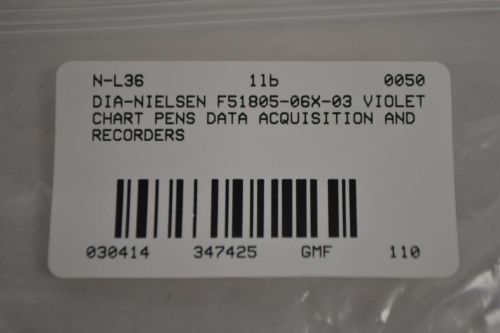 N-L36 1lb 0050
DIA-NIELSEN F51805-06X-03 VIOLET
CHART PENS DATA ACQUISITION AND
RECORDERS
030414 347425 GMF 110